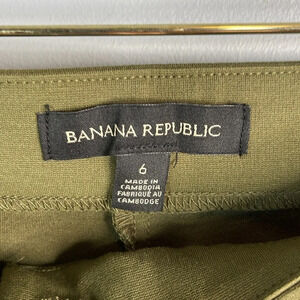 BANANA REPUBLIC
6
MADE IN
CAMBODIA
FABRIQUÉ AU
CAMBODGE